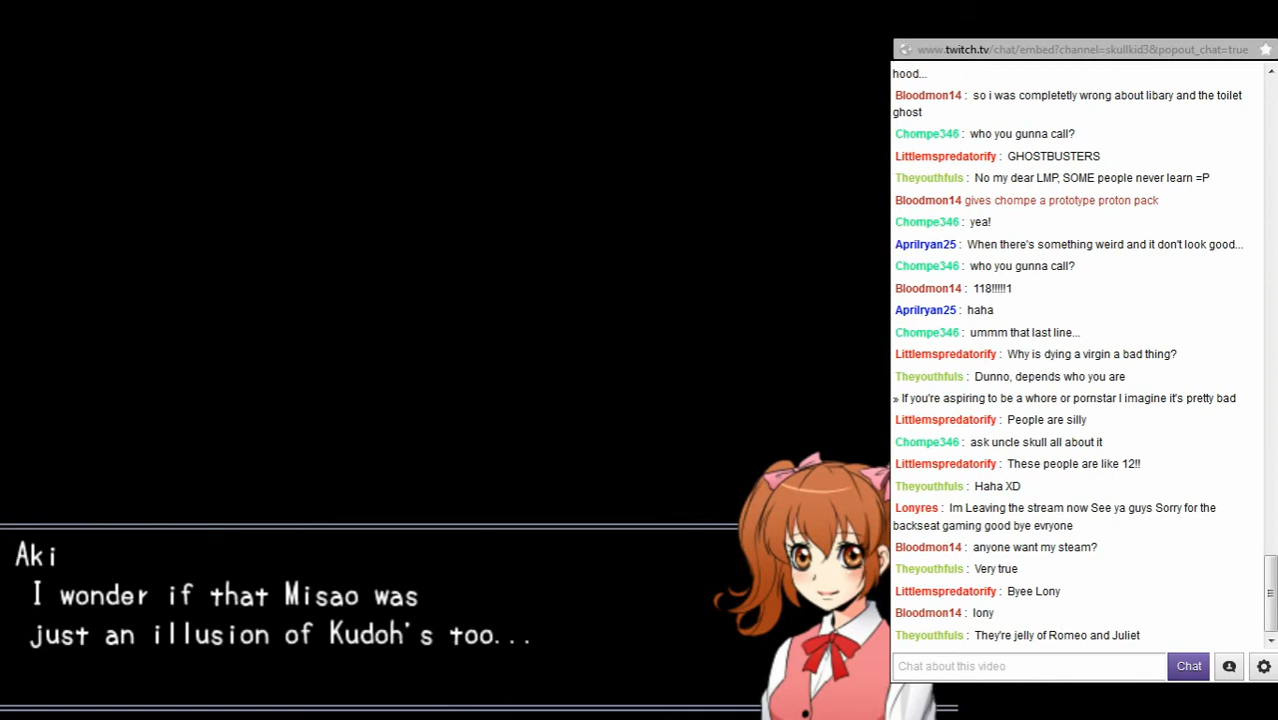 www.twitch.tv/chat/embed?channel=skullkid3&popout_chat=true
hood...
Bloodmon14 : so i was completetly wrong about libary and the toilet
ghost
Chompe346 : who you gunna call?
Littlemspredatorify : GHOSTBUSTERS
Theyouthfuls : No my dear LMP, SOME people never learn =P
Bloodmon14 gives chompe a prototype proton pack
Chompe346 : yea!
Aprilryan25 : When there's something weird and it don't look good...
Chompe346 : who you gunna call?
Bloodmon14 : 118!!!!!1
Aprilryan25 : haha
Chompe346 : ummm that last line...
Littlemspredatorify : Why is dying a virgin a bad thing?
Theyouthfuls : Dunno, depends who you are
» If you're aspiring to be a whore or pornstar I imagine it's pretty bad
Littlemspredatorify : People are silly
Chompe346 : ask uncle skull all about it
Littlemspredatorify : These people are like 12!!
Theyouthfuls : Haha XD
Lonyres : Im Leaving the stream now See ya guys Sorry for the
backseat gaming good bye evryone
Bloodmon14 : anyone want my steam?
Theyouthfuls : Very true
Littlemspredatorify : Byee Lony
Bloodmon14 : lony
Theyouthfuls : They're jelly of Romeo and Juliet
Chat about this video
Chat
Aki
I wonder if that Misao was
just an illusion of Kudoh's too...